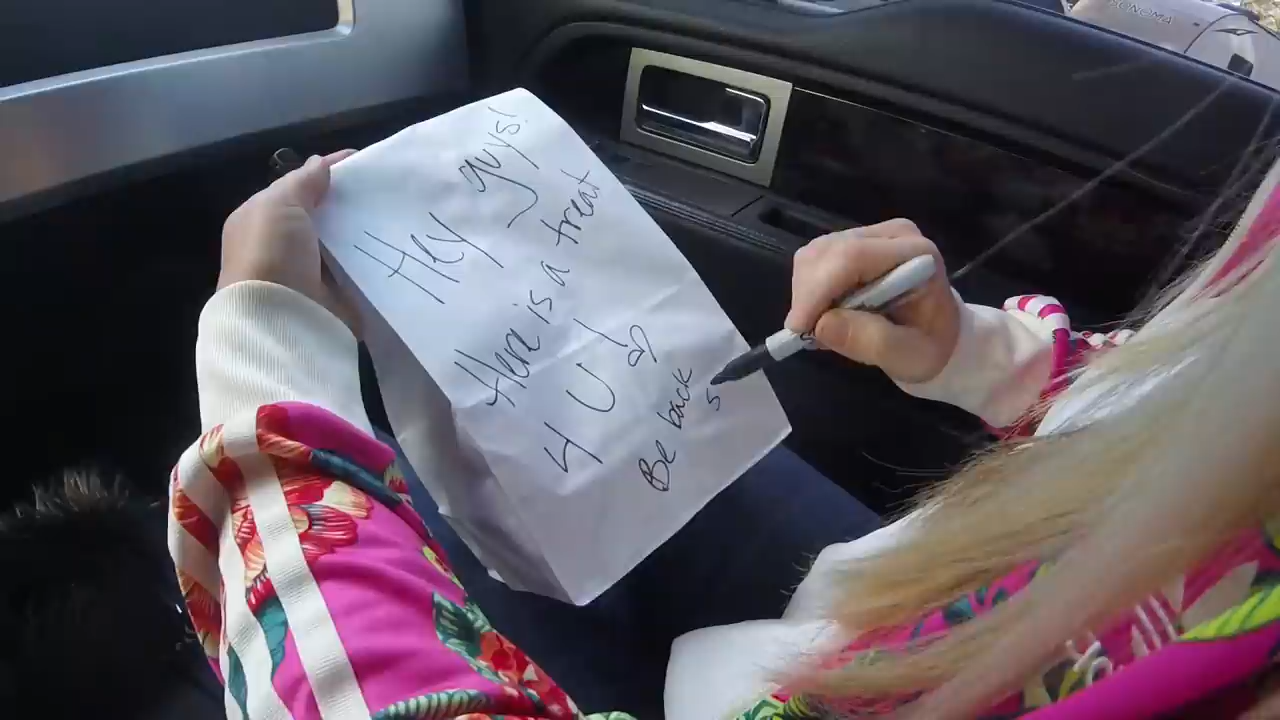 Hey guys!
Here is a treat
4 U! ♡
Be back
s
SONOMA